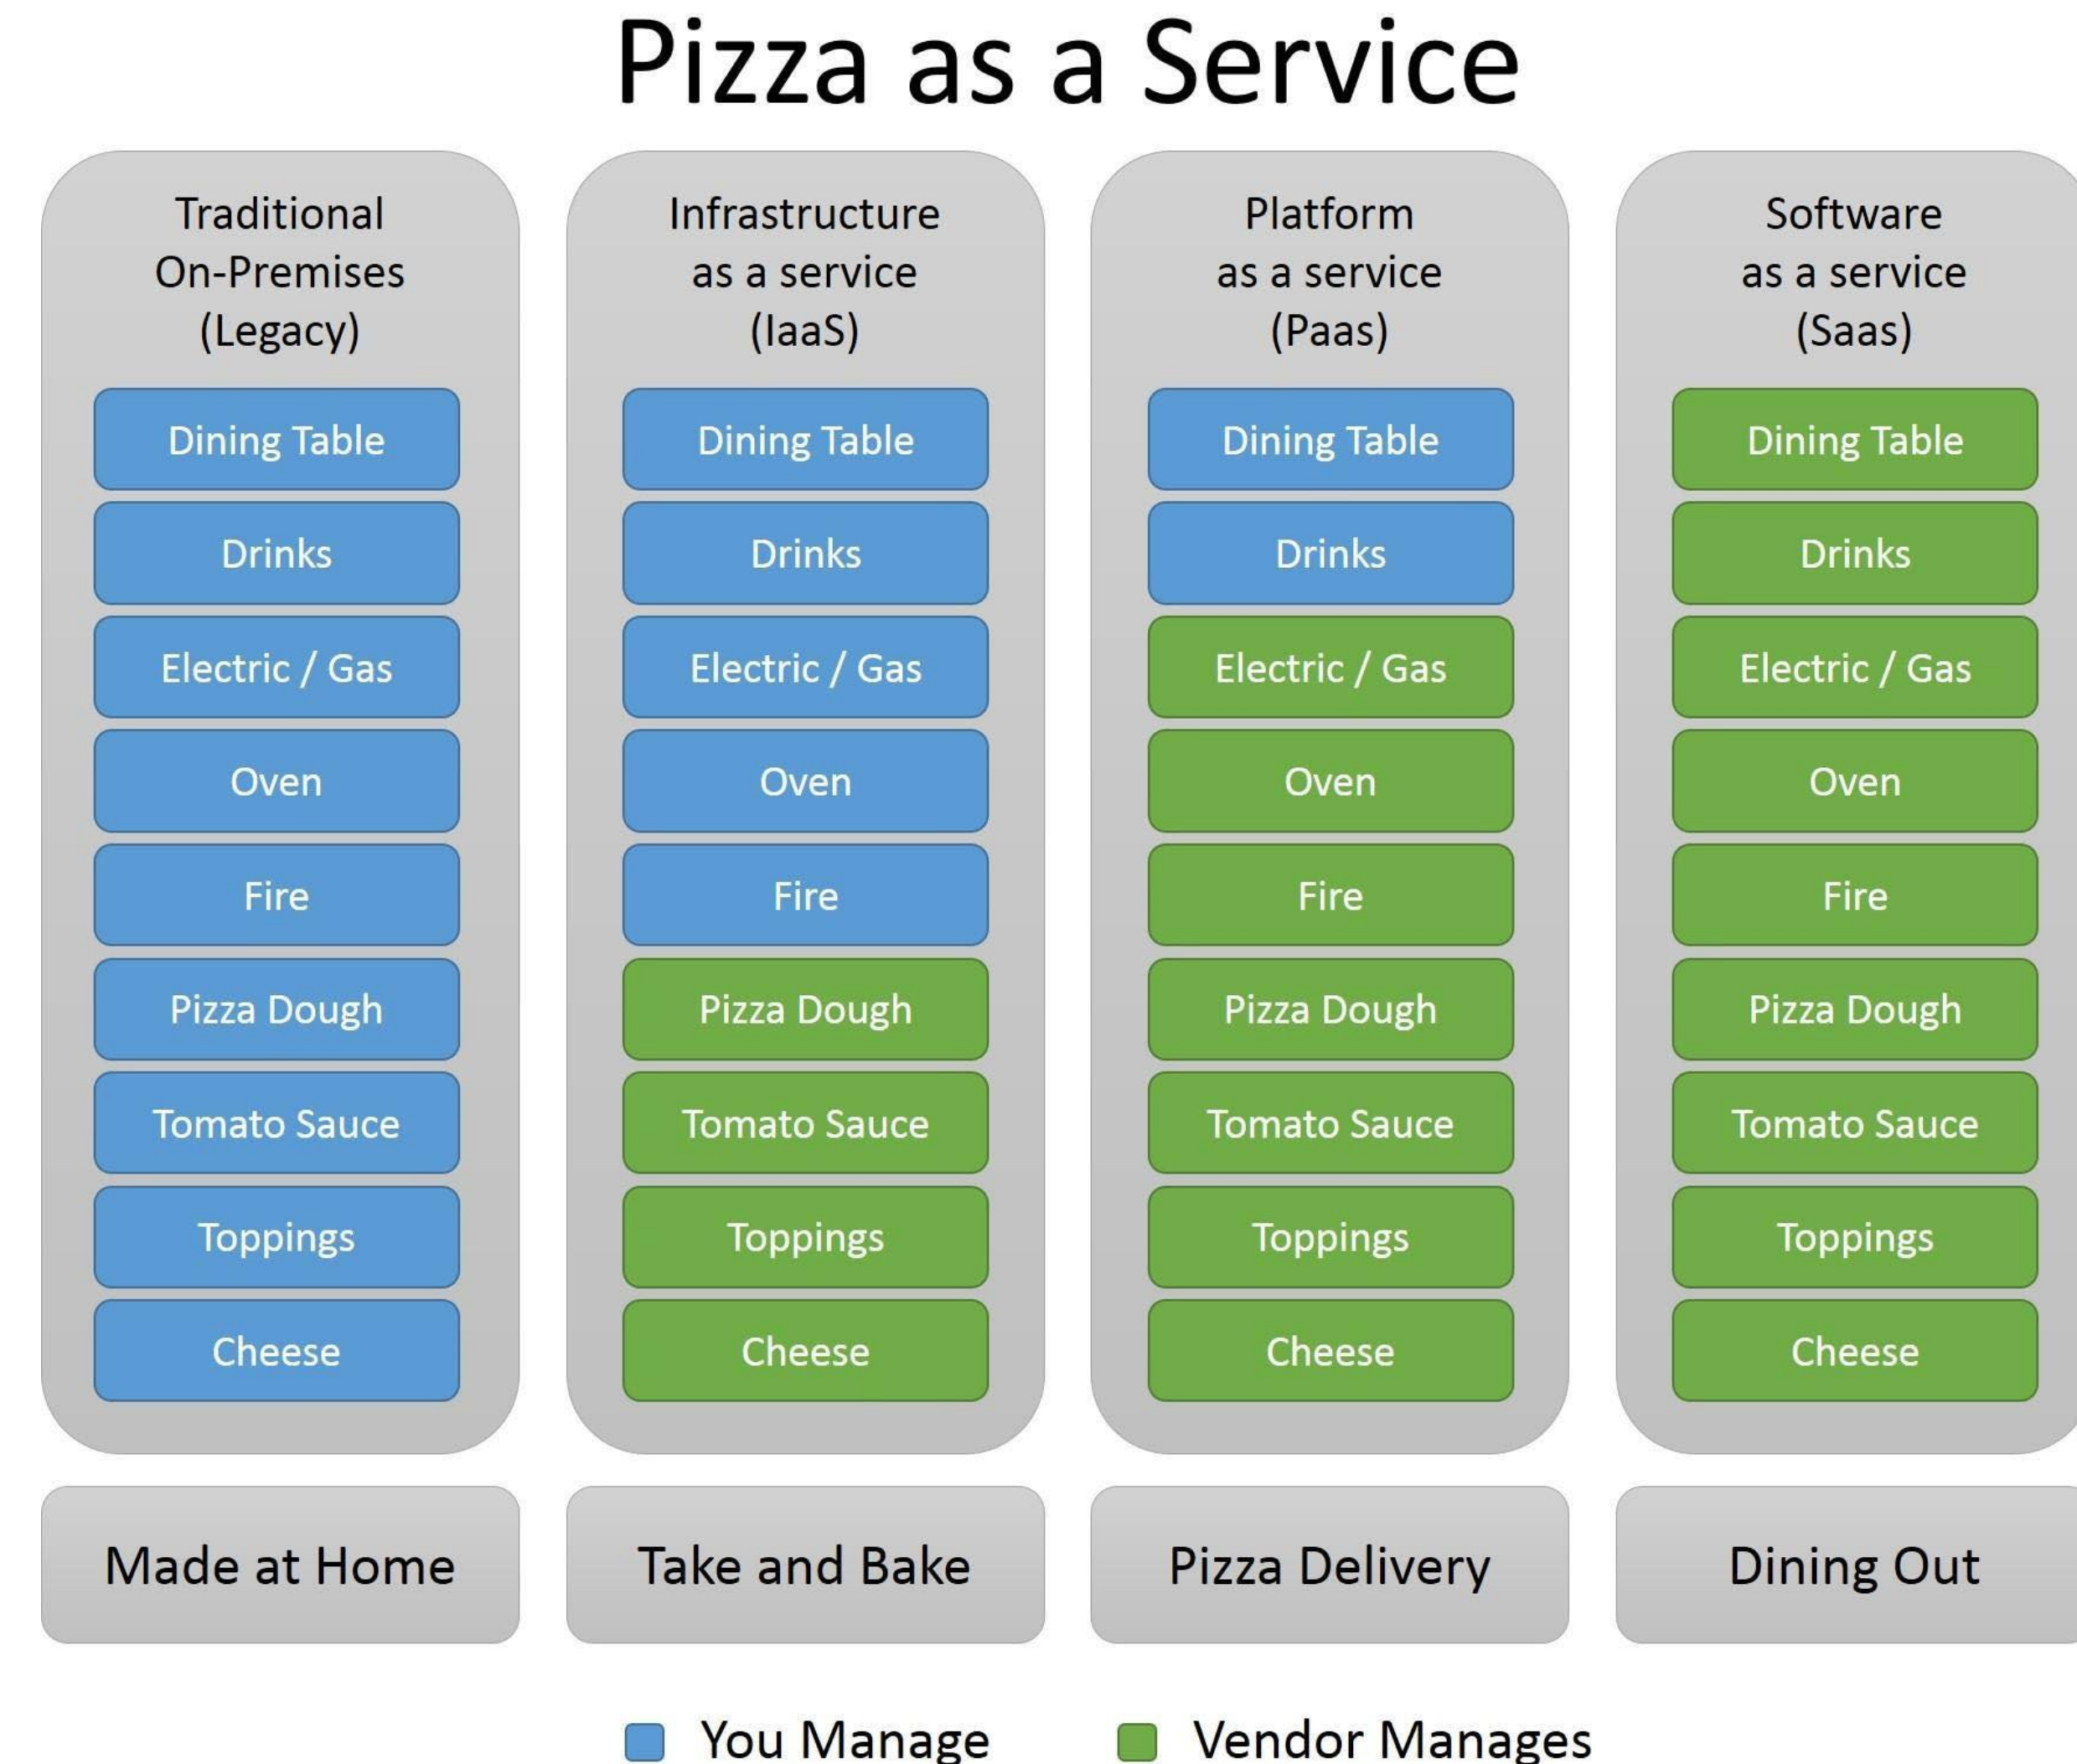 Pizza as a Service
Traditional
On-Premises
(Legacy)
Dining Table
Drinks
Electric / Gas
Oven
Fire
Pizza Dough
Tomato Sauce
Toppings
Cheese
Made at Home
Infrastructure
as a service
(IaaS)
Dining Table
Drinks
Electric / Gas
Oven
Fire
Pizza Dough
Tomato Sauce
Toppings
Cheese
Take and Bake
Platform
as a service
(Paas)
Dining Table
Drinks
Electric / Gas
Oven
Fire
Pizza Dough
Tomato Sauce
Toppings
Cheese
Pizza Delivery
Software
as a service
(Saas)
Dining Table
Drinks
Electric / Gas
Oven
Fire
Pizza Dough
Tomato Sauce
Toppings
Cheese
Dining Out
You Manage
Vendor Manages